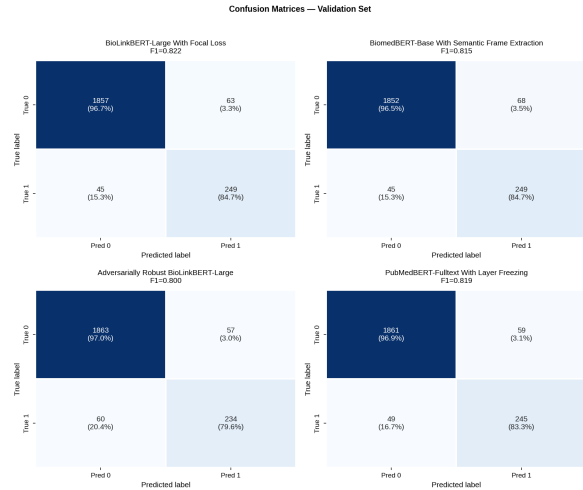 Confusion Matrices — Validation Set
BioLinkBERT-Large With Focal Loss
F1=0.822
True 0
True 1
True label
1857
(96.7%)
63
(3.3%)
45
(15.3%)
249
(84.7%)
Pred 0
Pred 1
Predicted label
BiomedBERT-Base With Semantic Frame Extraction
F1=0.815
True 0
True 1
True label
1852
(96.5%)
68
(3.5%)
45
(15.3%)
249
(84.7%)
Pred 0
Pred 1
Predicted label
Adversarially Robust BioLinkBERT-Large
F1=0.800
True 0
True 1
True label
1863
(97.0%)
57
(3.0%)
60
(20.4%)
234
(79.6%)
Pred 0
Pred 1
Predicted label
PubMedBERT-Fulltext With Layer Freezing
F1=0.819
True 0
True 1
True label
1861
(96.9%)
59
(3.1%)
49
(16.7%)
245
(83.3%)
Pred 0
Pred 1
Predicted label